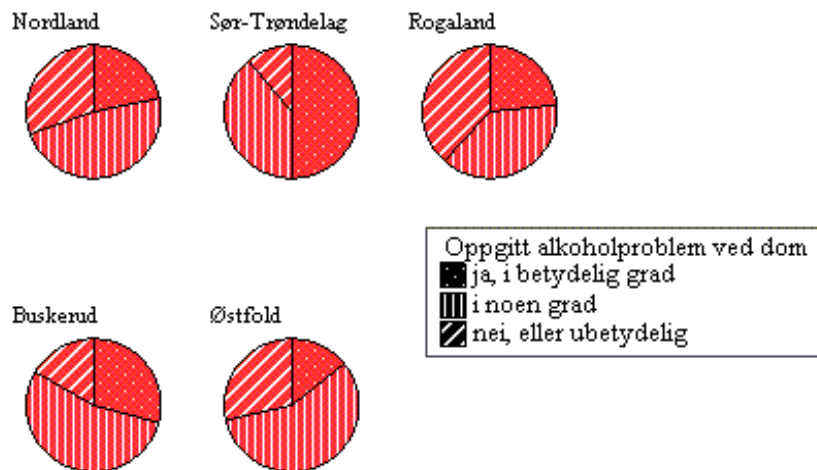 Nordland
Sør-Trøndelag
Rogaland
Buskerud
Østfold
Oppgitt alkoholproblem ved dom
ja, i betydelig grad
i noen grad
nei, eller ubetydelig